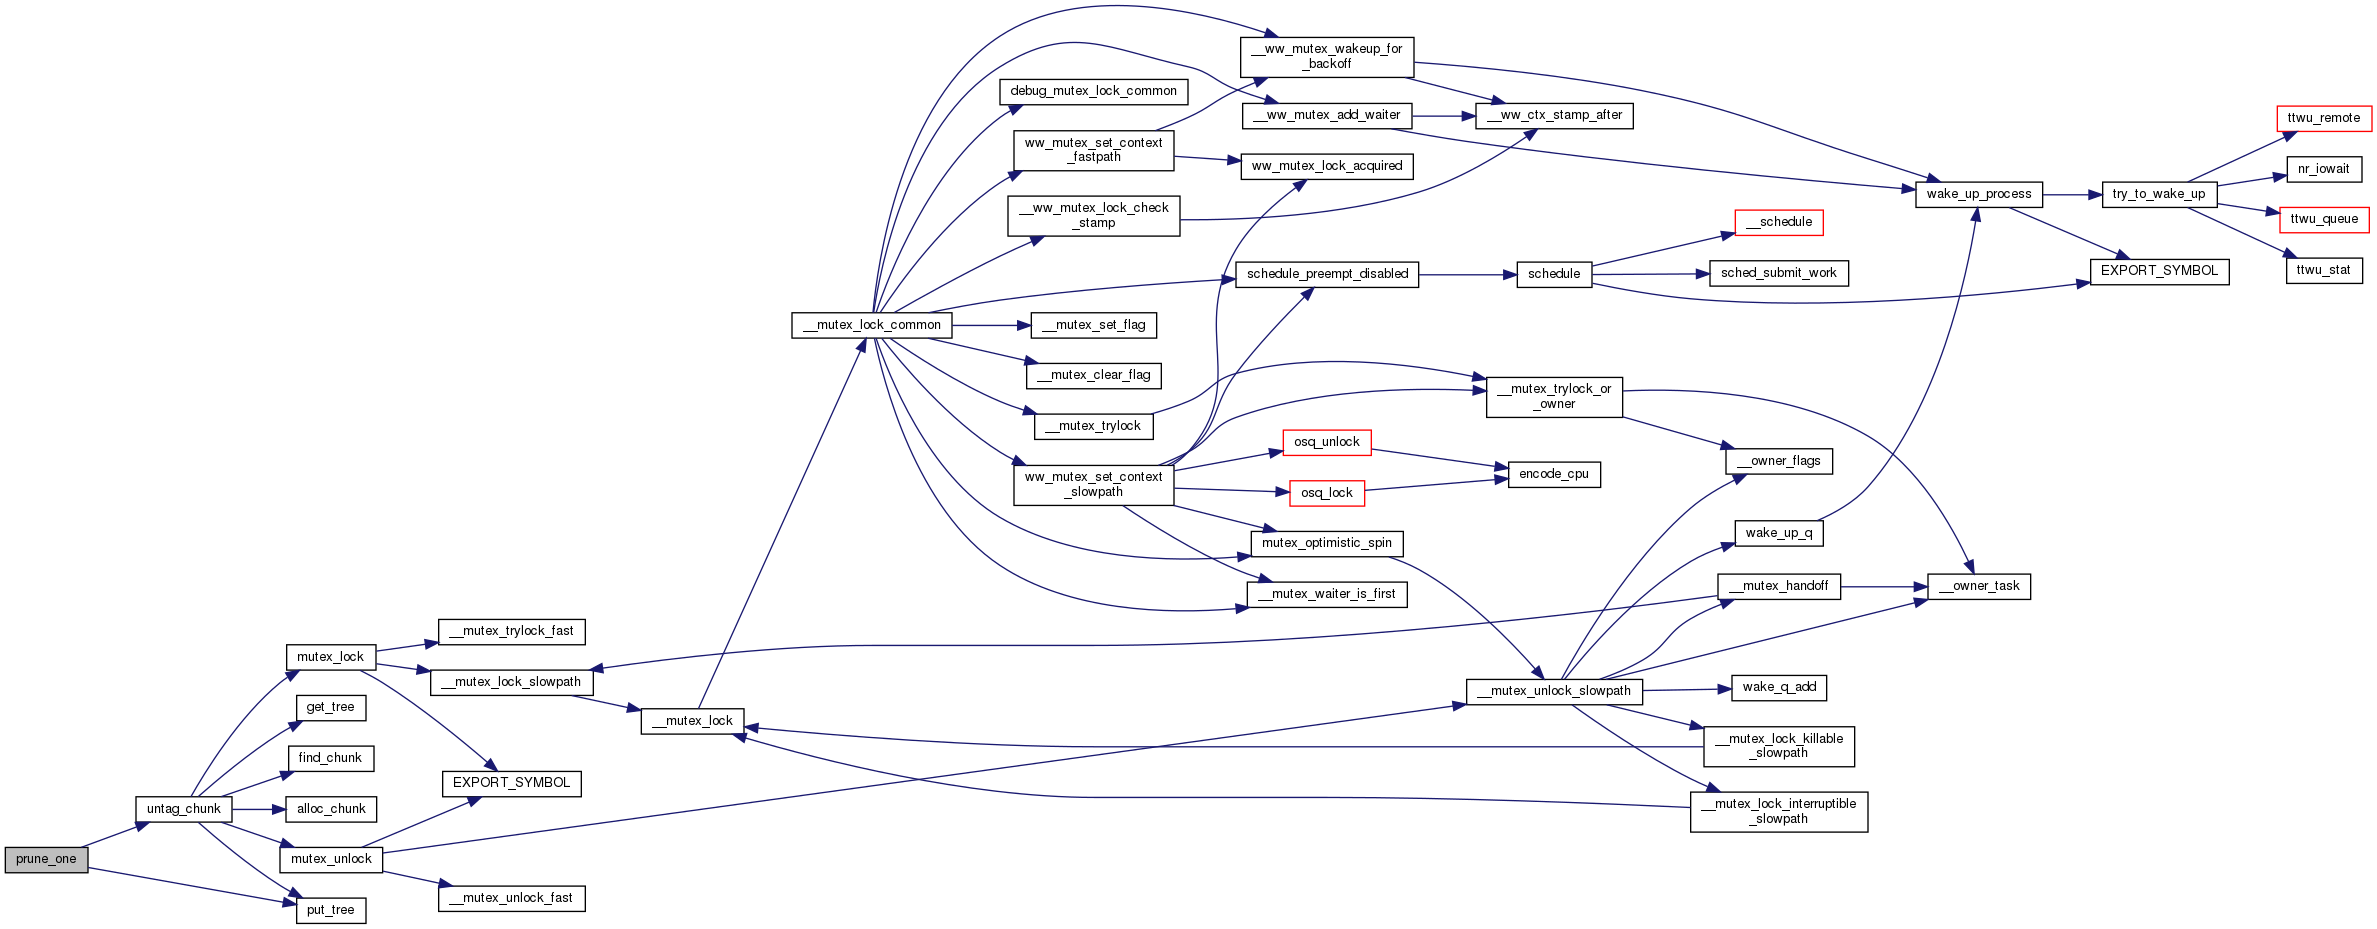 __ww_mutex_wakeup_for
_backoff
debug_mutex_lock_common
__ww_mutex_add_waiter
__ww_ctx_stamp_after
ttwu_remote
ww_mutex_set_context
_fastpath
ww_mutex_lock_acquired
nr_iowait
wake_up_process
try_to_wake_up
__ww_mutex_lock_check
_stamp
__schedule
ttwu_queue
schedule_preempt_disabled
schedule
sched_submit_work
EXPORT_SYMBOL
ttwu_stat
__mutex_lock_common
__mutex_set_flag
__mutex_clear_flag
__mutex_trylock_or
_owner
__mutex_trylock
osq_unlock
__owner_flags
encode_cpu
ww_mutex_set_context
_slowpath
osq_lock
wake_up_q
mutex_optimistic_spin
__mutex_waiter_is_first
__mutex_handoff
__owner_task
__mutex_trylock_fast
mutex_lock
__mutex_lock_slowpath
__mutex_unlock_slowpath
wake_q_add
get_tree
__mutex_lock
__mutex_lock_killable
_slowpath
find_chunk
EXPORT_SYMBOL
untag_chunk
alloc_chunk
__mutex_lock_interruptible
_slowpath
prune_one
mutex_unlock
__mutex_unlock_fast
put_tree